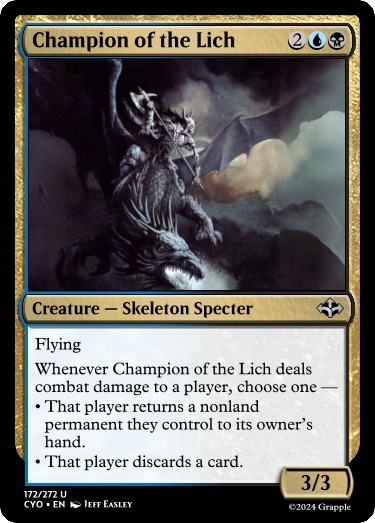 Champion of the Lich 2
Creature — Skeleton Specter
Flying
Whenever Champion of the Lich deals
combat damage to a player, choose one —
• That player returns a nonland
permanent they control to its owner's
hand.
• That player discards a card.
3/3
172/272 U
CYO • EN Jeff Easley
©2024 Grapple